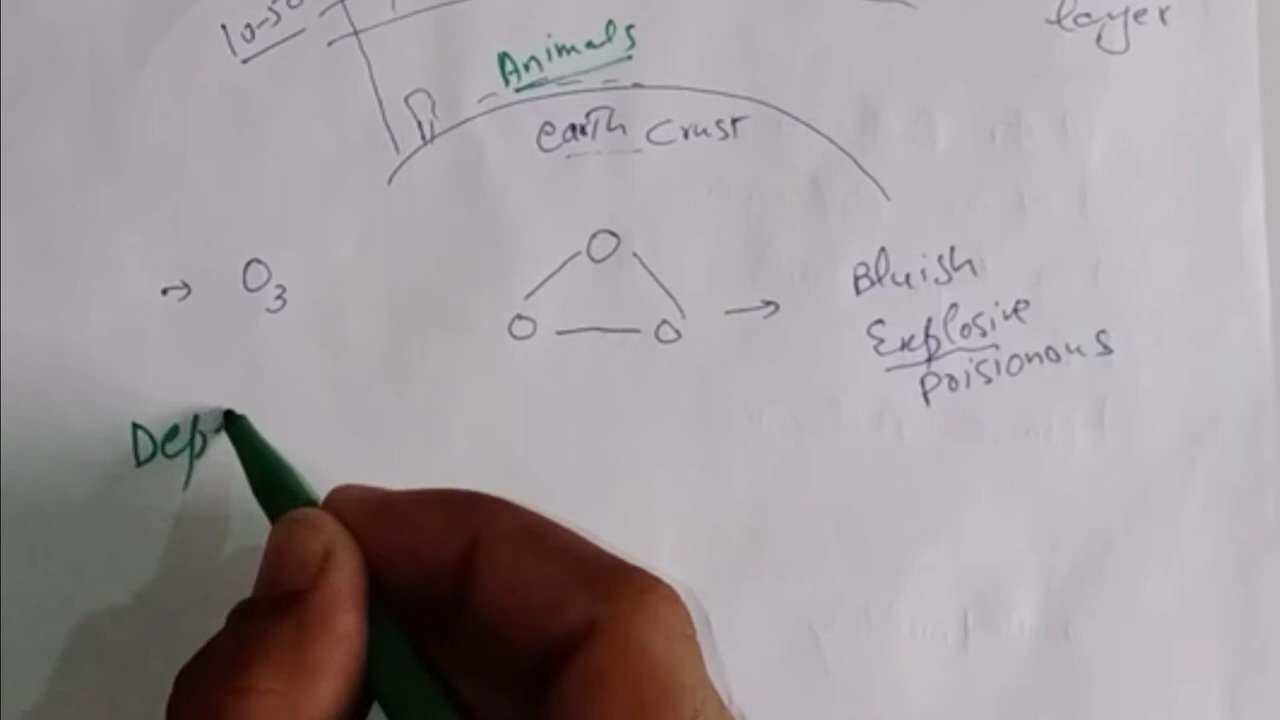 10-50
layer
Animals
earth Crust
→ O3
O
O O
→ Bluish
Explosive
Poisionous
Dep